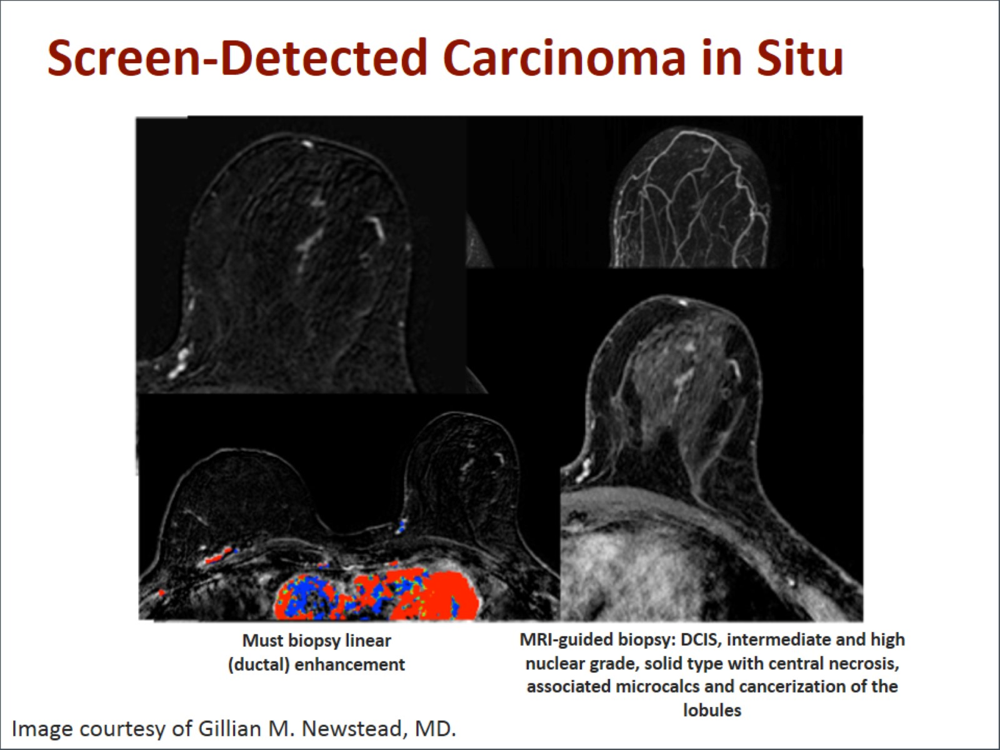 Screen-Detected Carcinoma in Situ
Must biopsy linear
(ductal) enhancement
MRI-guided biopsy: DCIS, intermediate and high
nuclear grade, solid type with central necrosis,
associated microcalcs and cancerization of the
lobules
Image courtesy of Gillian M. Newstead, MD.